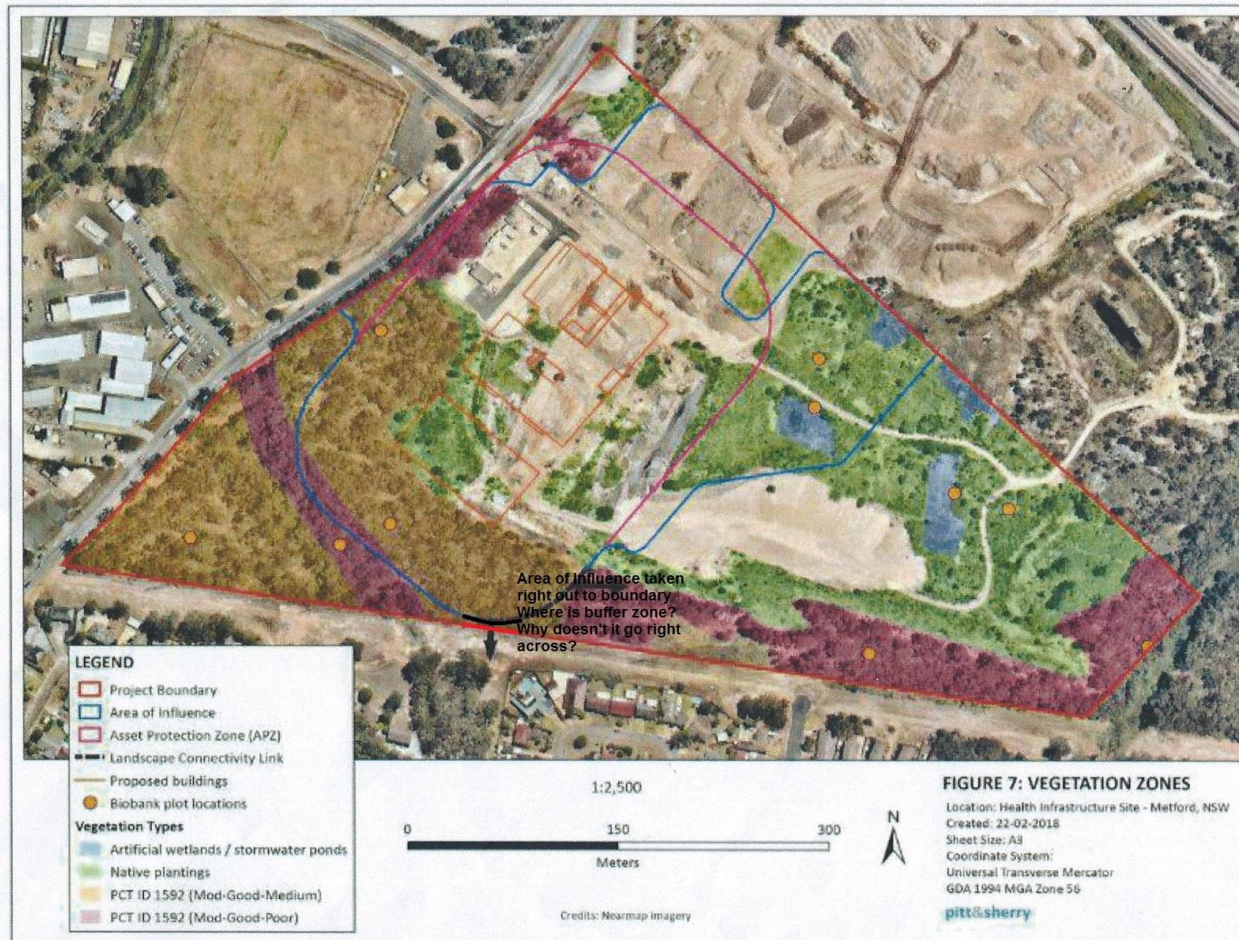 Area of Influence taken
right out to boundary
Where is buffer zone?
Why doesn't it go right
across?
LEGEND
Project Boundary
Area of Influence
Asset Protection Zone (APZ)
Landscape Connectivity Link
Proposed buildings
Biobank plot locations
Vegetation Types
Artificial wetlands / stormwater ponds
Native plantings
PCT ID 1592 (Mod-Good-Medium)
PCT ID 1592 (Mod-Good-Poor)
1:2,500
0 150 300
Meters
Credits: Nearmap imagery
N
FIGURE 7: VEGETATION ZONES
Location: Health Infrastructure Site - Metford, NSW
Created: 22-02-2018
Sheet Size: A3
Coordinate System:
Universal Transverse Mercator
GDA 1994 MGA Zone 56
pitt&sherry